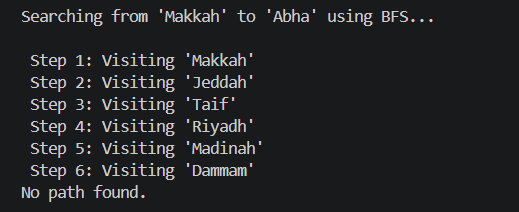 Searching from 'Makkah' to 'Abha' using BFS...
Step 1: Visiting 'Makkah'
Step 2: Visiting 'Jeddah'
Step 3: Visiting 'Taif'
Step 4: Visiting 'Riyadh'
Step 5: Visiting 'Madinah'
Step 6: Visiting 'Dammam'
No path found.